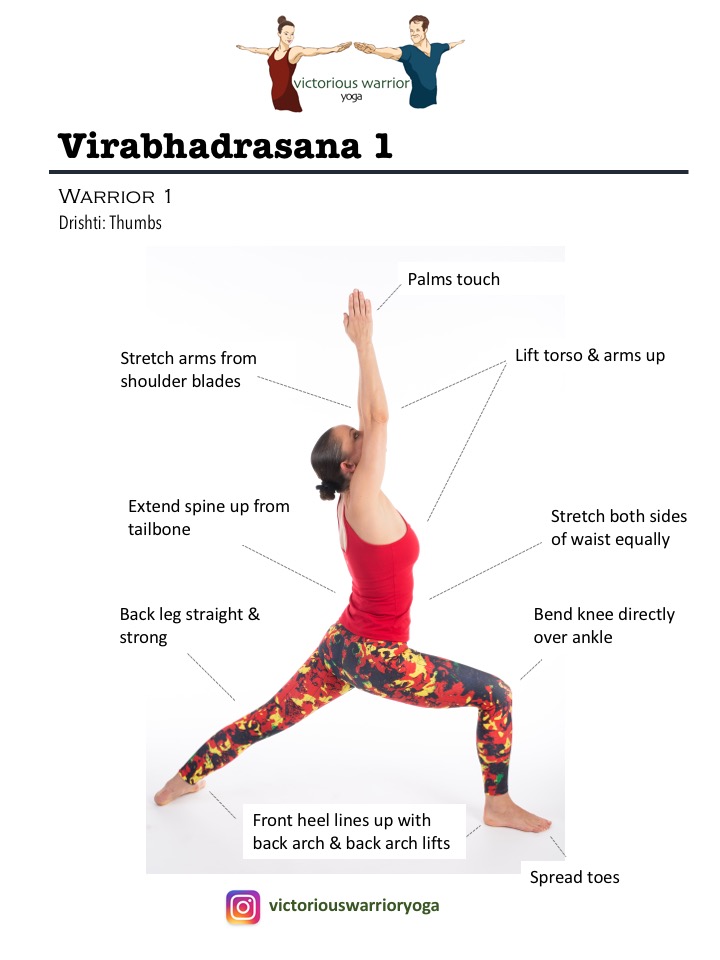 victorious warrior
yoga
Virabhadrasana 1
WARRIOR 1
Drishti: Thumbs
Palms touch
Stretch arms from
shoulder blades
Lift torso & arms up
Extend spine up from
tailbone
Stretch both sides
of waist equally
Back leg straight &
strong
Bend knee directly
over ankle
Front heel lines up with
back arch & back arch lifts
Spread toes
victoriouswarrioryoga